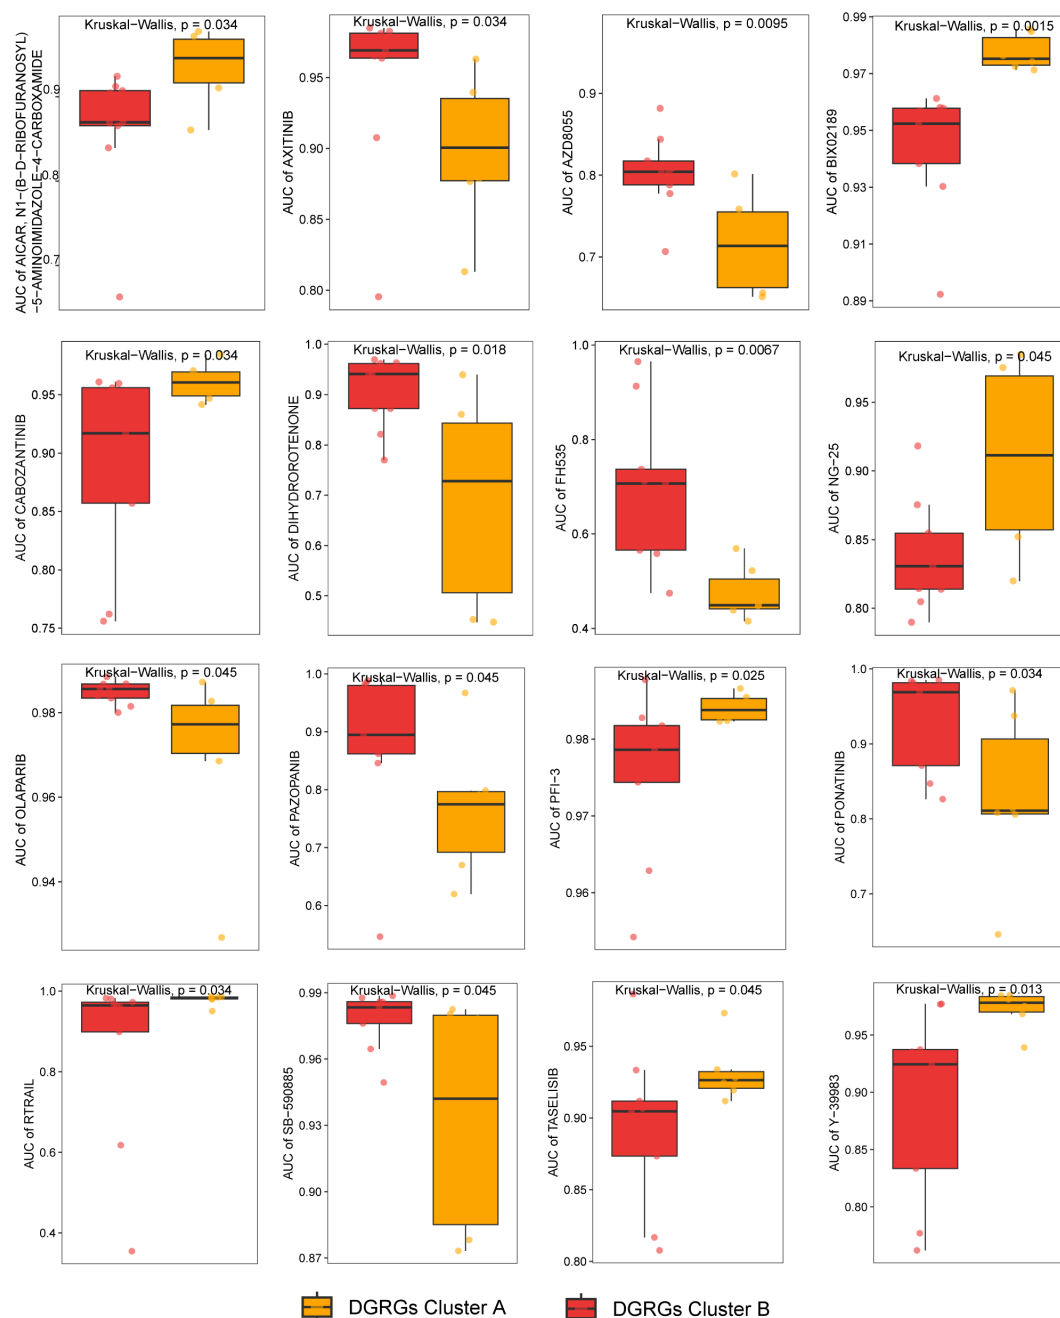 Kruskal−Wallis, p = 0.034
AUC of AICAR, N1−(B−D−RIBOFURANOSYL)
−5−AMINOIMIDAZOLE−4−CARBOXAMIDE
0.9
0.8
0.7
Kruskal−Wallis, p = 0.034
AUC of AXITINIB
0.95
0.90
0.85
0.80
Kruskal−Wallis, p = 0.0095
AUC of AZD8055
0.9
0.8
0.7
Kruskal−Wallis, p = 0.0015
AUC of BIX02189
0.99
0.97
0.95
0.93
0.91
0.89
Kruskal−Wallis, p = 0.034
AUC of CABOZANTINIB
0.95
0.90
0.85
0.80
0.75
Kruskal−Wallis, p = 0.018
AUC of DIHYDROROTENONE
1.0
0.9
0.8
0.7
0.6
0.5
Kruskal−Wallis, p = 0.0067
AUC of FH535
1.0
0.8
0.6
0.4
Kruskal−Wallis, p = 0.045
AUC of NG−25
0.95
0.90
0.85
0.80
Kruskal−Wallis, p = 0.045
AUC of OLAPARIB
0.98
0.96
0.94
Kruskal−Wallis, p = 0.045
AUC of PAZOPANIB
1.0
0.9
0.8
0.7
0.6
Kruskal−Wallis, p = 0.025
AUC of PFI−3
0.98
0.97
0.96
Kruskal−Wallis, p = 0.034
AUC of PONATINIB
1.0
0.9
0.8
0.7
Kruskal−Wallis, p = 0.034
AUC of RTRAIL
1.0
0.8
0.6
0.4
Kruskal−Wallis, p = 0.045
AUC of SB−590885
0.99
0.96
0.93
0.90
0.87
Kruskal−Wallis, p = 0.045
AUC of TASELISIB
0.95
0.90
0.85
0.80
Kruskal−Wallis, p = 0.013
AUC of Y−39983
0.95
0.90
0.85
0.80
DGRGs Cluster A
DGRGs Cluster B